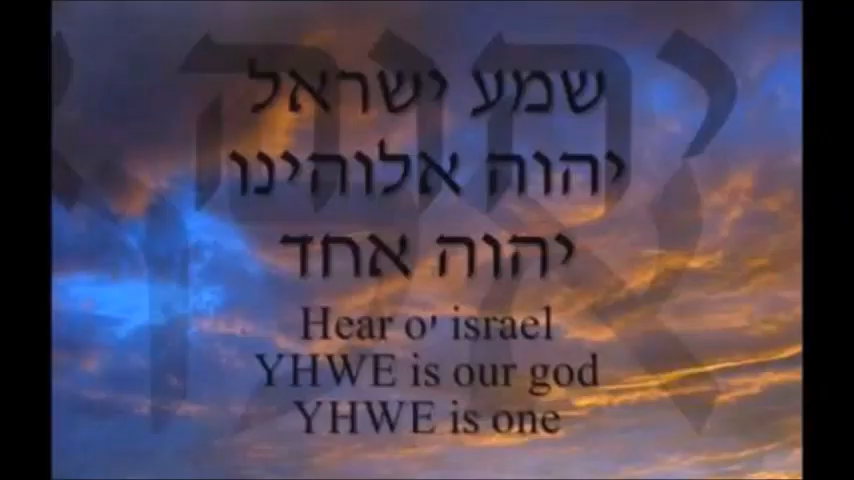 שמע ישראל
יהוה אלוהינו
יהוה אחד
Hear o' israel
YHWE is our god
YHWE is one